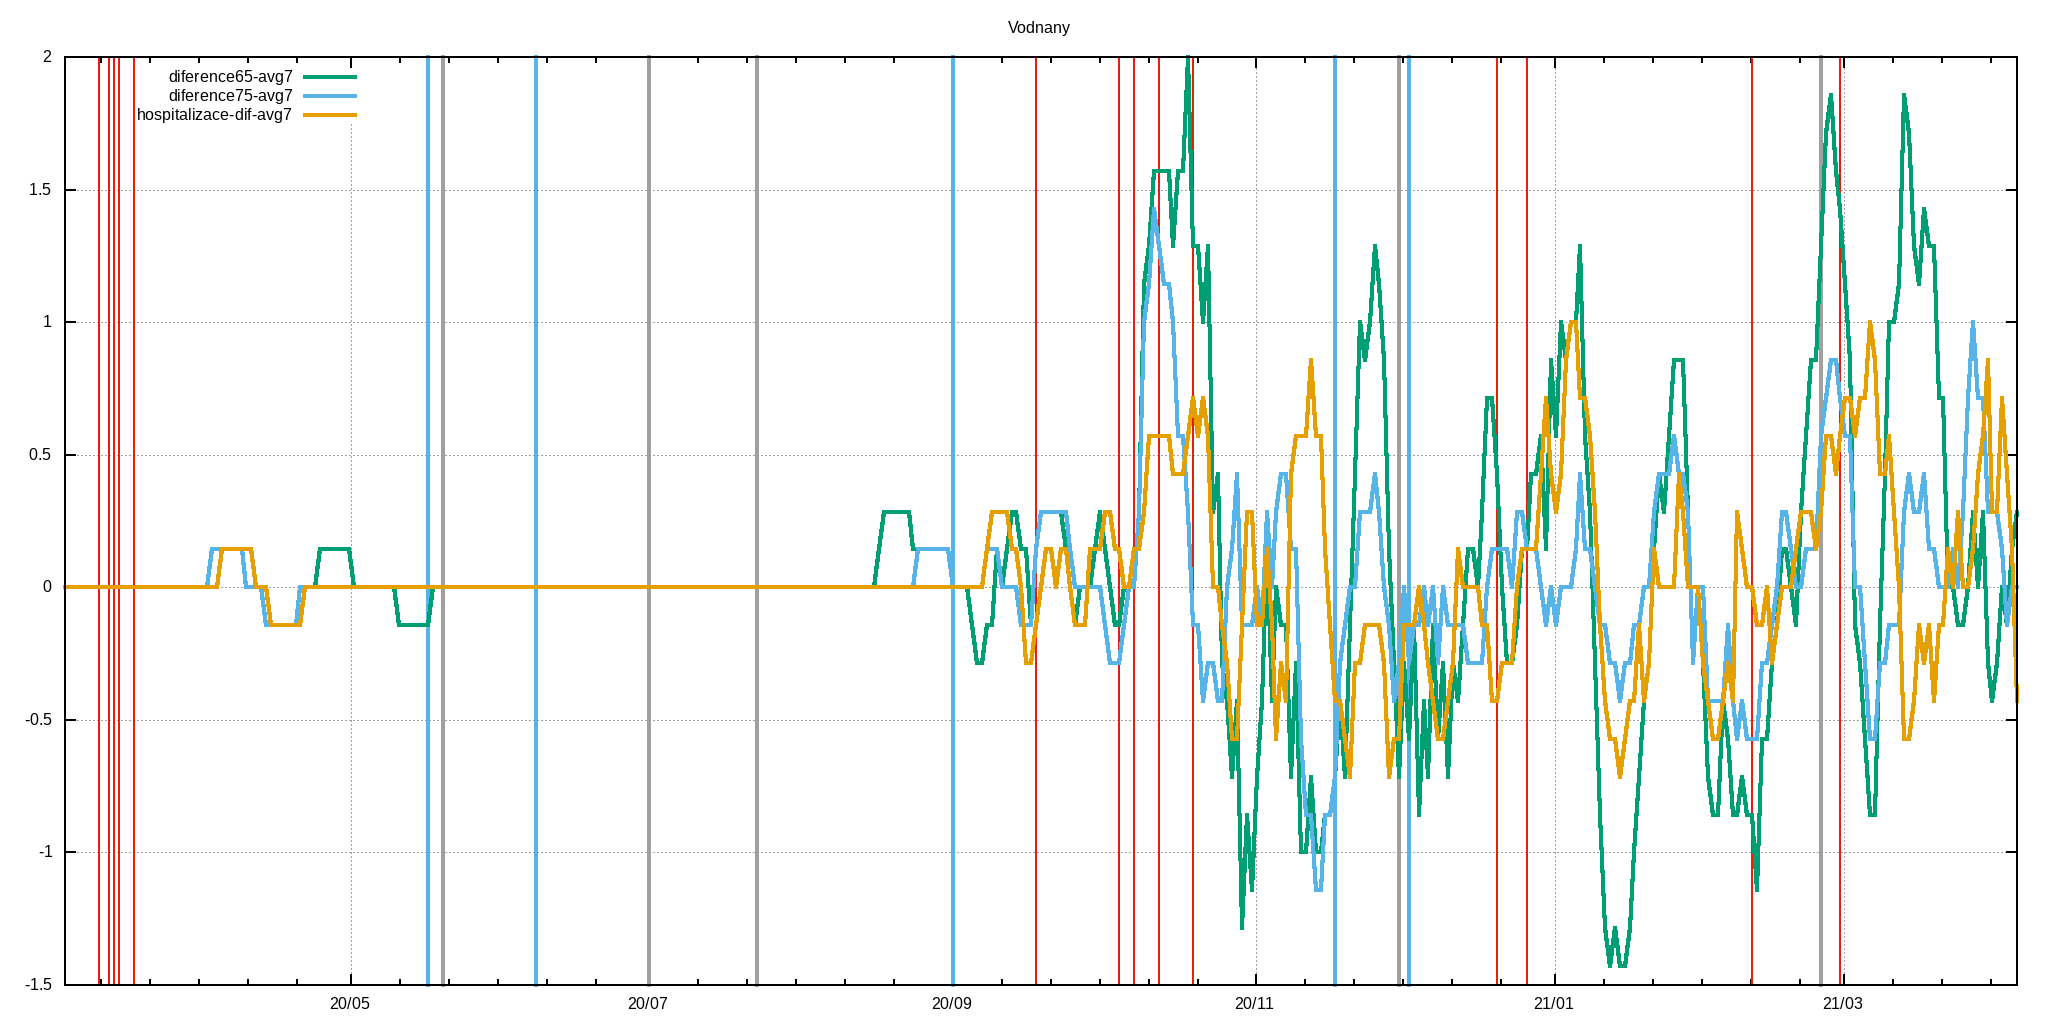 Vodnany
2
diference65-avg7
diference75-avg7
hospitalizace-dif-avg7
1.5
1
0.5
0
-0.5
-1
-1.5
20/05 20/07 20/09 20/11 21/01 21/03